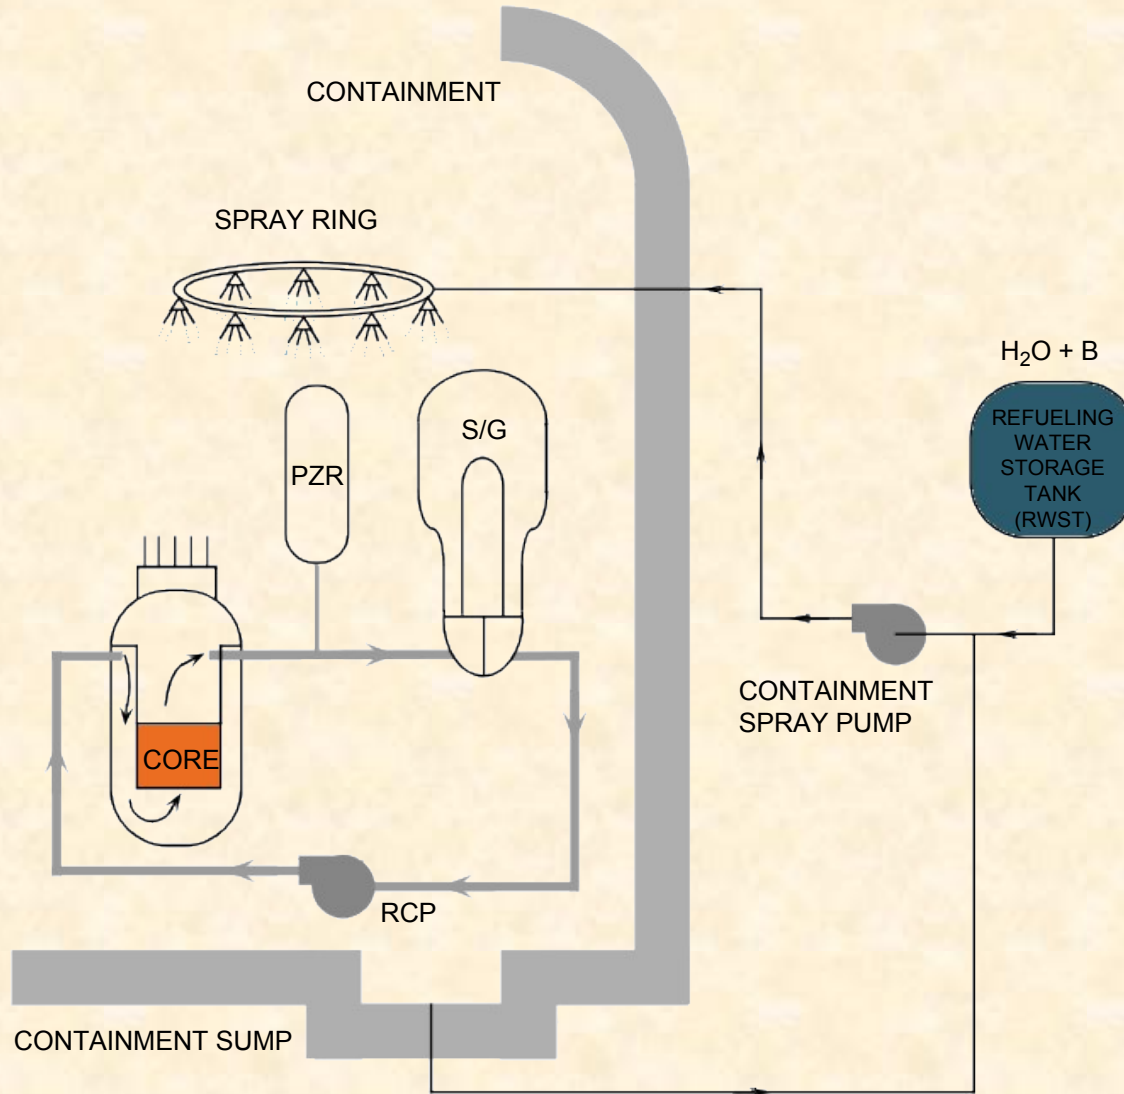 CONTAINMENT
SPRAY RING
H₂O + B
REFUELING
WATER
STORAGE
TANK
(RWST)
S/G
PZR
CONTAINMENT
SPRAY PUMP
CORE
RCP
CONTAINMENT SUMP